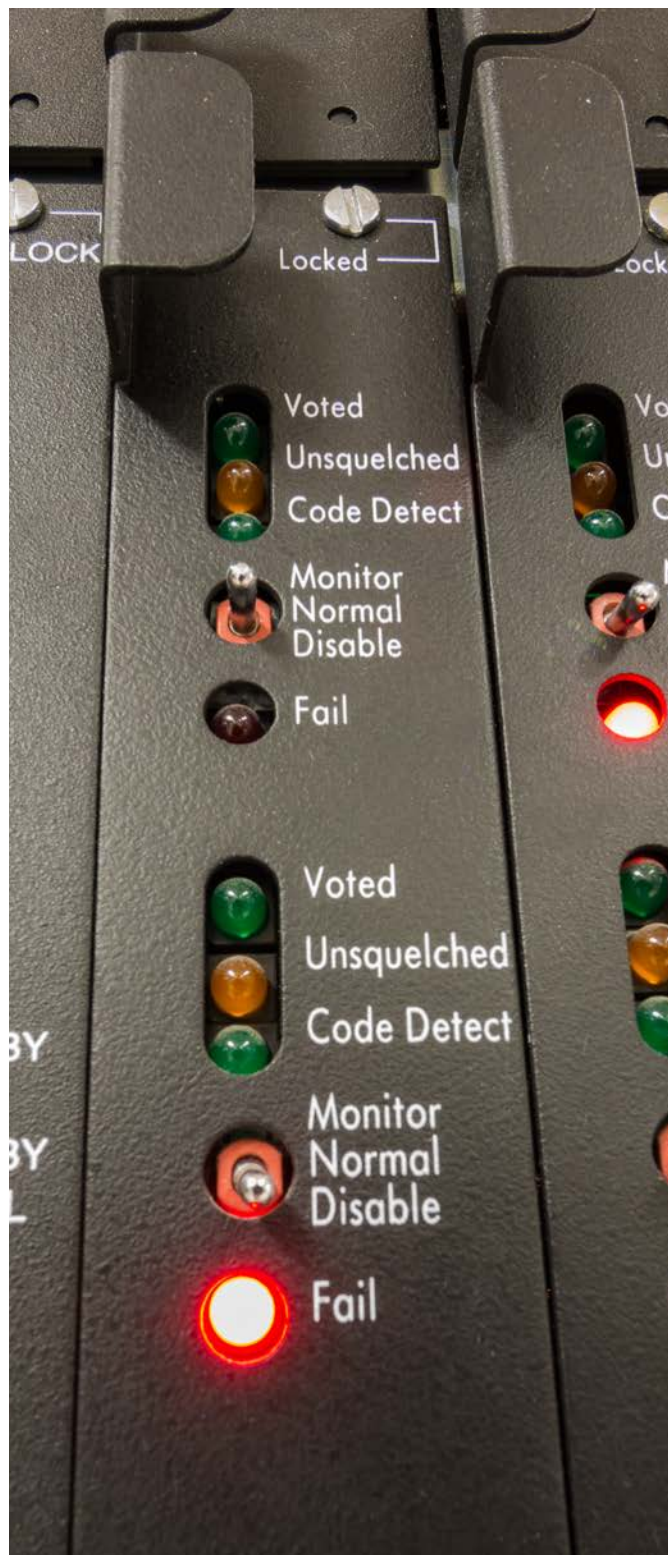 LOCK
Locked
Voted
Unsquelched
Code Detect
Monitor
Normal
Disable
Fail
Voted
Unsquelched
Code Detect
Monitor
Normal
Disable
Fail
BY
BY
L